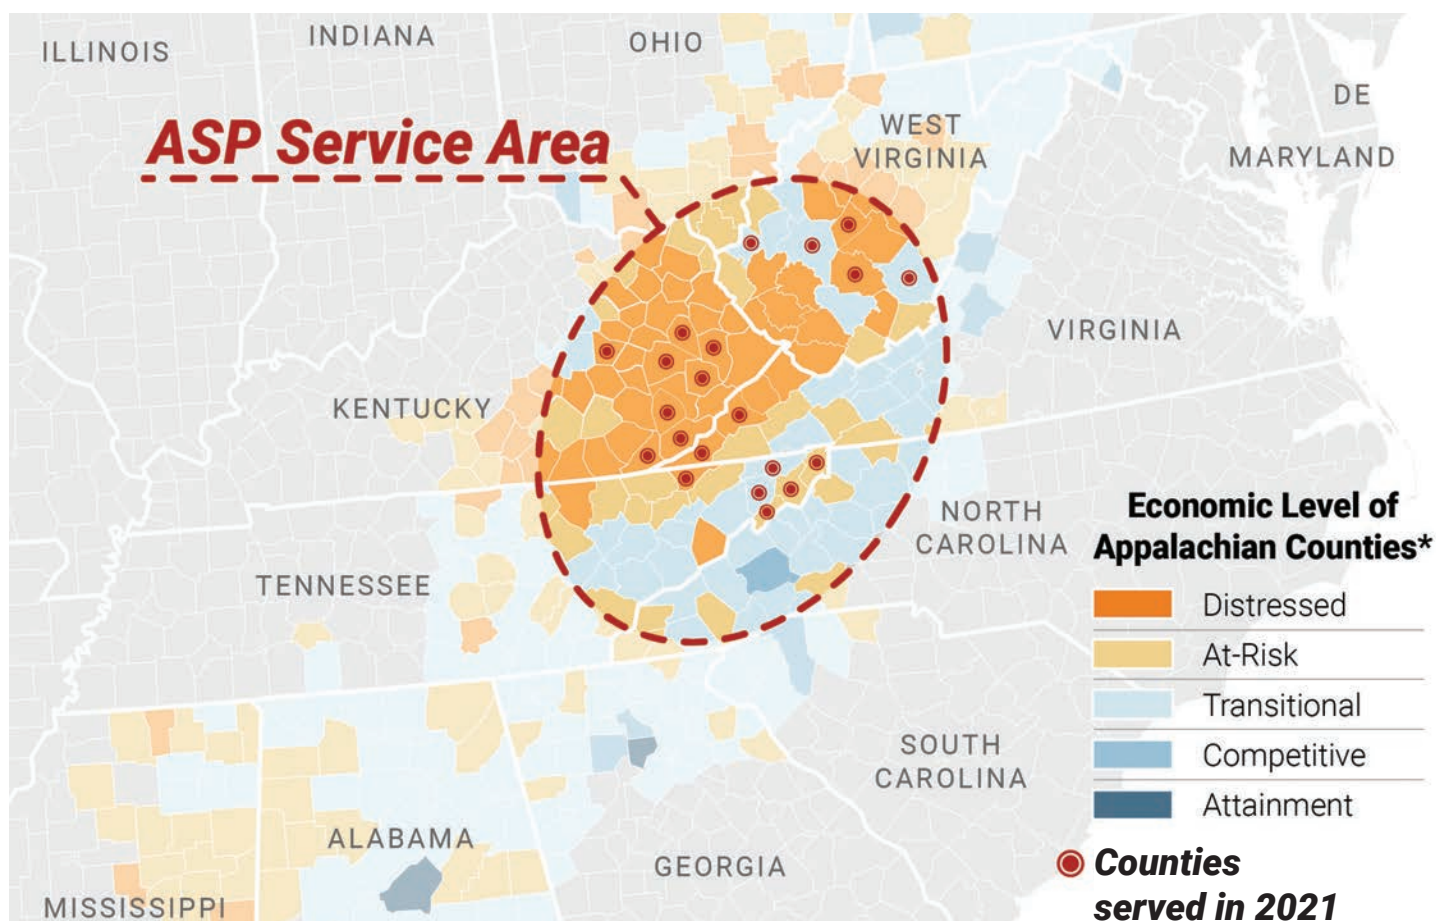 ILLINOIS
INDIANA
OHIO
DE
MARYLAND
WEST
VIRGINIA
ASP Service Area
VIRGINIA
KENTUCKY
NORTH
CAROLINA
TENNESSEE
SOUTH
CAROLINA
ALABAMA
GEORGIA
MISSISSIPPI
Economic Level of
Appalachian Counties*
Distressed
At-Risk
Transitional
Competitive
Attainment
Counties
served in 2021